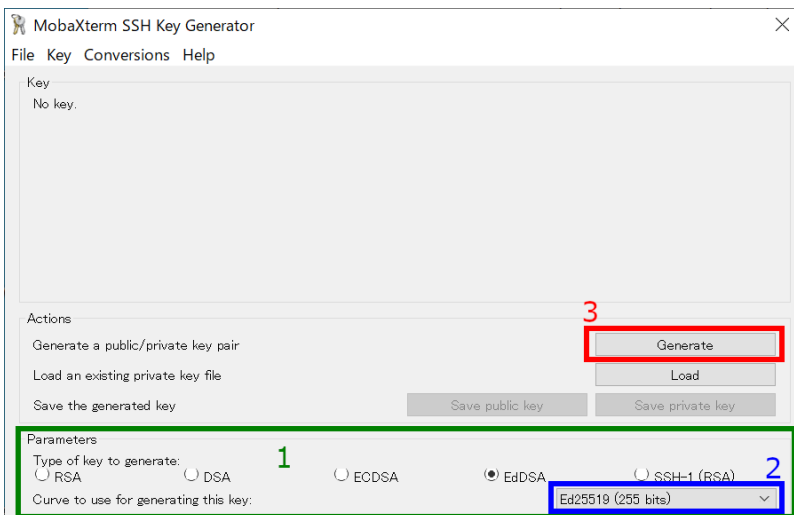 MobaXterm SSH Key Generator
File Key Conversions Help
Key
No key.
Actions
3
Generate a public/private key pair Generate
Load an existing private key file Load
Save the generated key Save public key Save private key
Parameters
Type of key to generate: 1
RSA DSA ECDSA EdDSA SSH-1 (RSA) 2
Curve to use for generating this key: Ed25519 (255 bits)